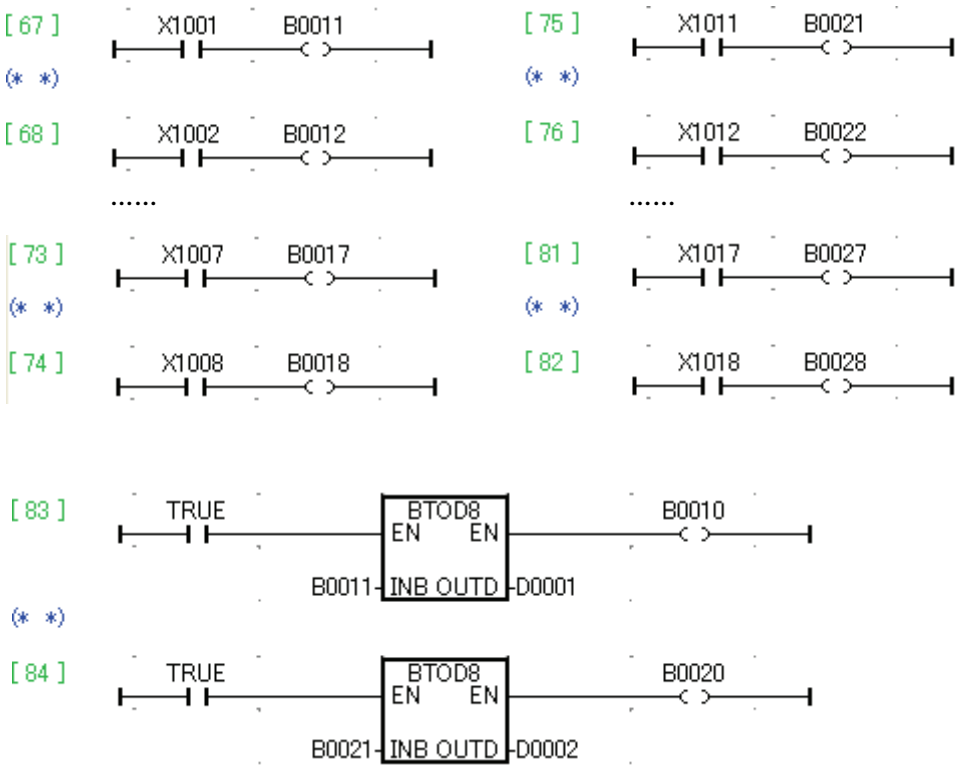 [ 67 ] X1001 B0011
(* *)
[ 68 ] X1002 B0012
......
[ 73 ] X1007 B0017
(* *)
[ 74 ] X1008 B0018
[ 75 ] X1011 B0021
(* *)
[ 76 ] X1012 B0022
......
[ 81 ] X1017 B0027
(* *)
[ 82 ] X1018 B0028
[ 83 ] TRUE BTOD8 B0010
EN EN
B0011 INB OUTD D0001
(* *)
[ 84 ] TRUE BTOD8 B0020
EN EN
B0021 INB OUTD D0002